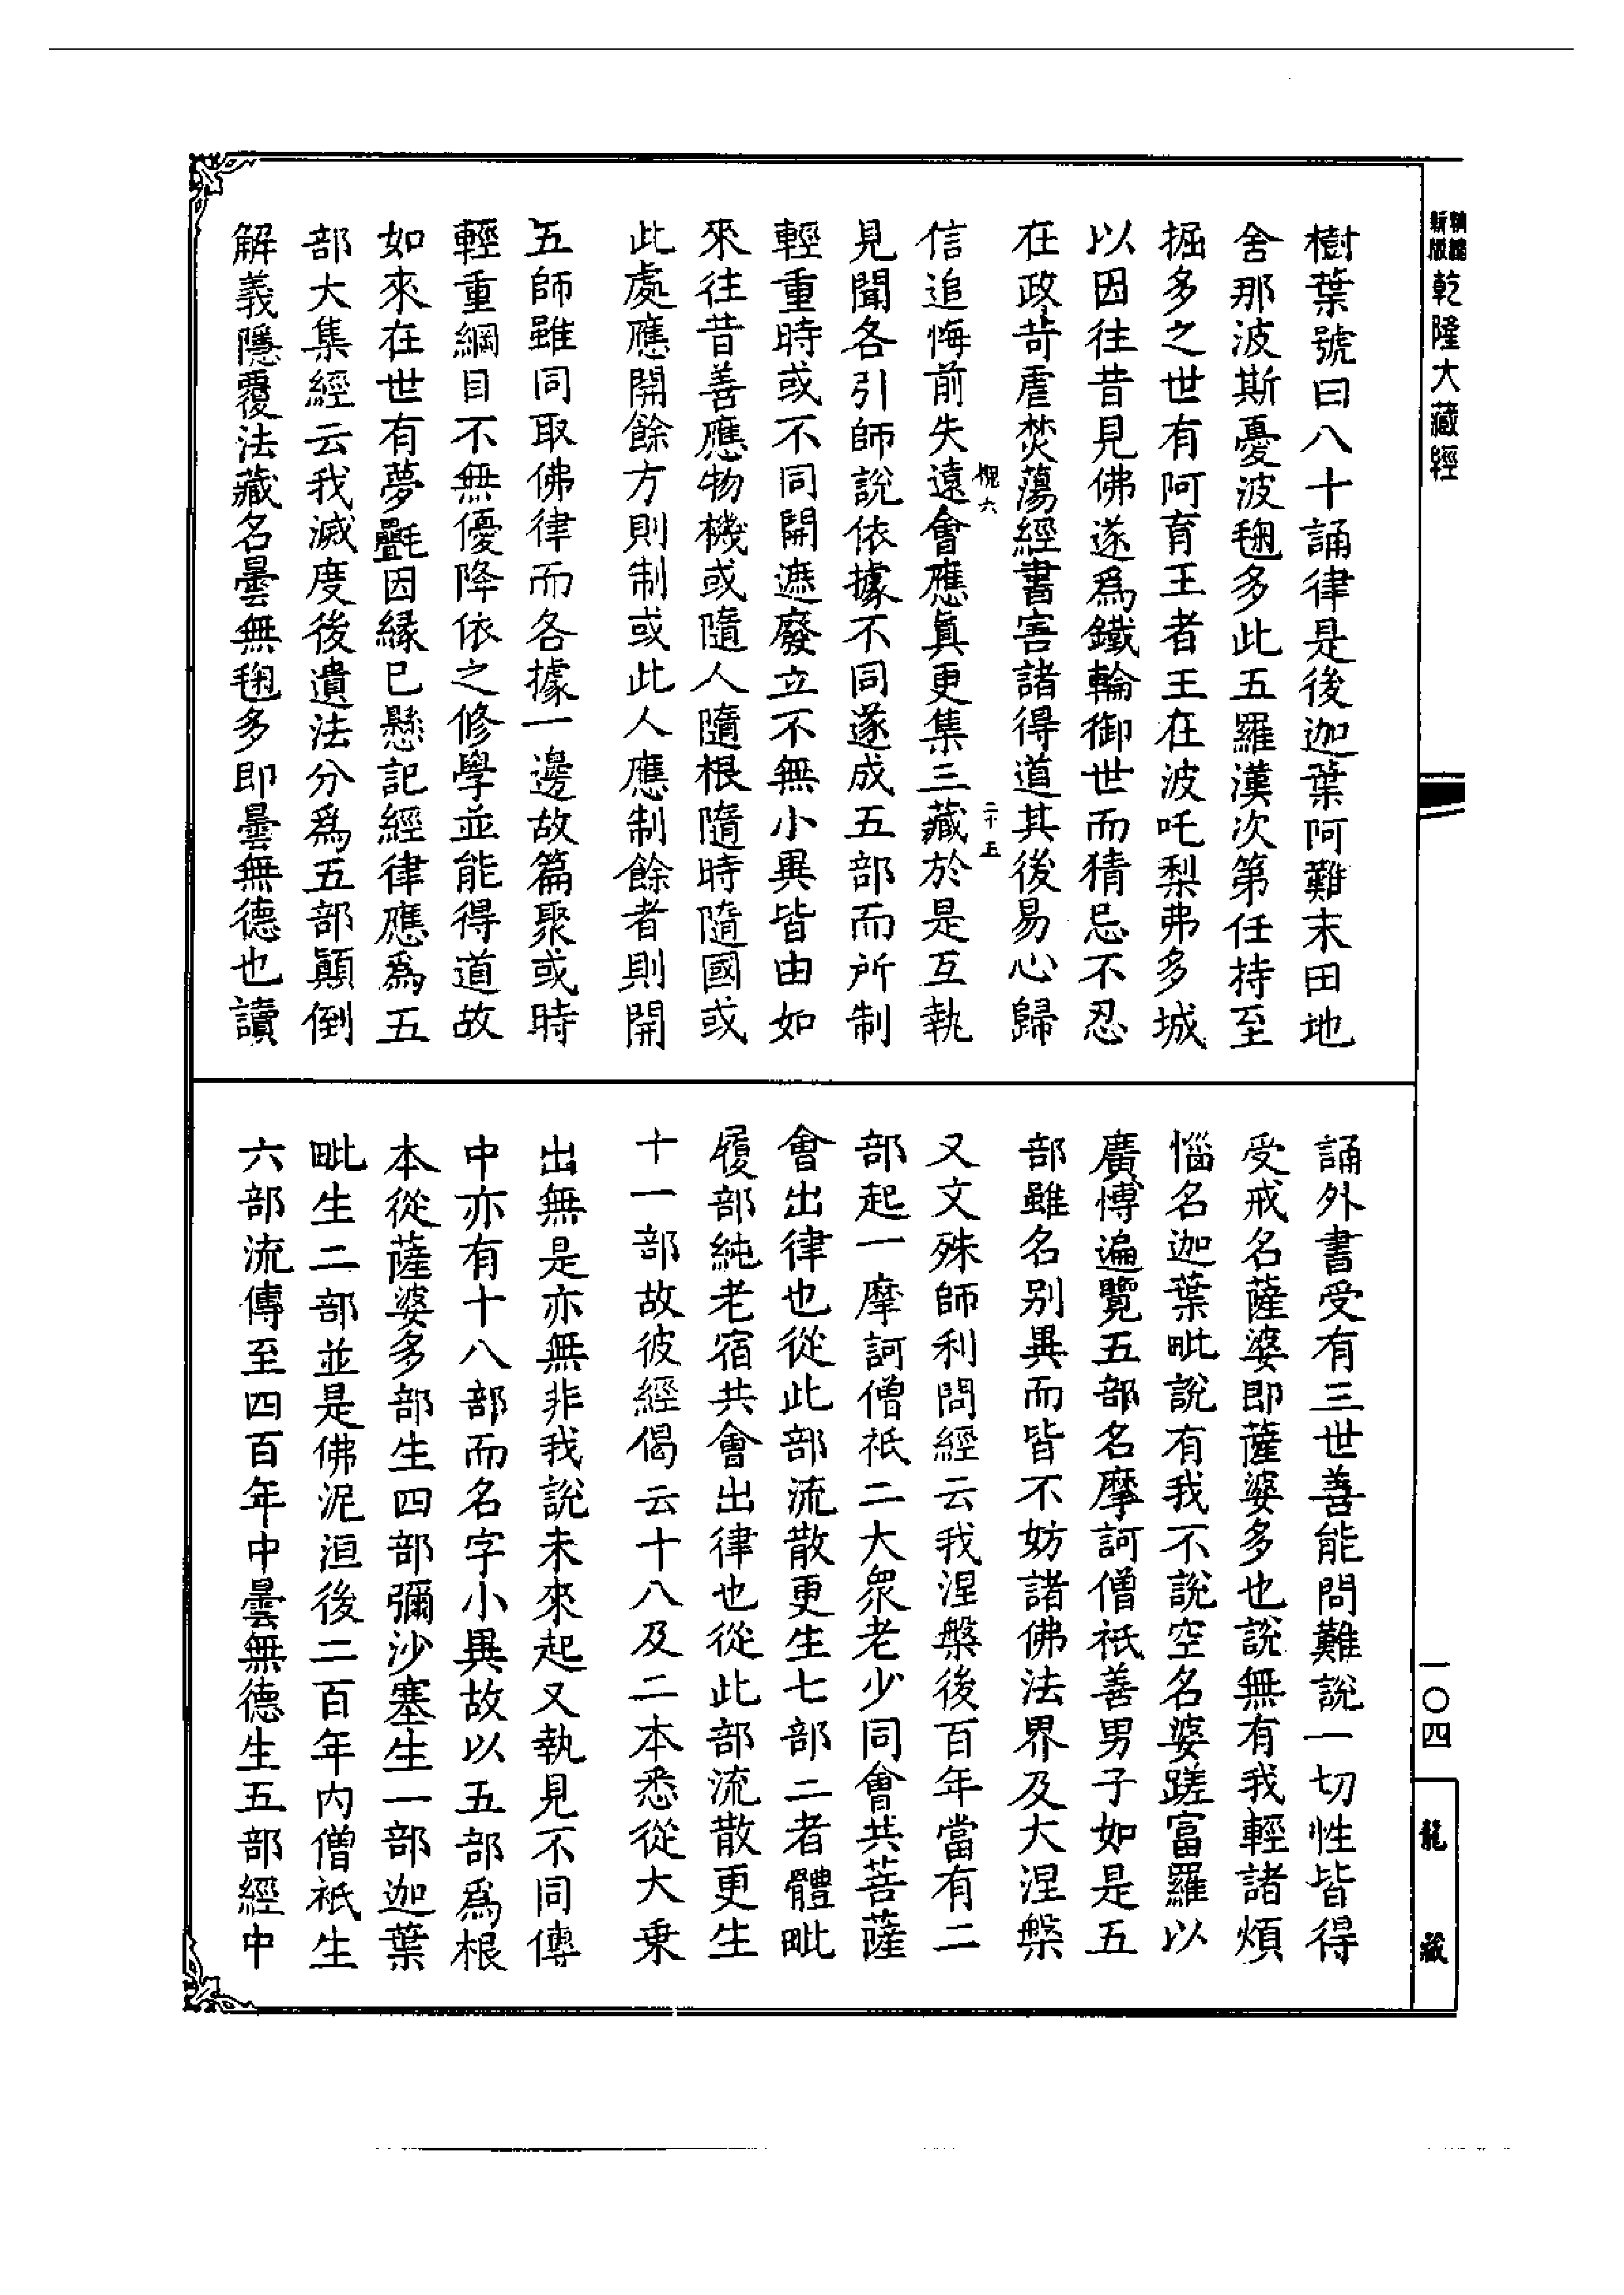 精縮新版乾隆大藏經
樹葉號曰八十誦律是後迦葉阿難末田地
舍那波斯憂波毱多此五羅漢次第任持至
掘多之世有阿育王者王在波吒梨弗多城
以因往昔見佛遂為鐵輪御世而猜忌不忍
在政苛虐焚蕩經書害諸得道其後易心歸
槐六
二十五
信追悔前失遠會應眞更集三藏於是互執
見聞各引師說依據不同遂成五部而所制
輕重時或不同開遮廢立不無小異皆由如
來往昔善應物機或隨人隨根隨時隨國或
此處應開餘方則制或此人應制餘者則開
五師雖同取佛律而各據一邊故篇聚或時
輕重綱目不無優降依之修學並能得道故
如來在世有夢㲲因緣已懸記經律應為五
部大集經云我滅度後遺法分為五部顛倒
解義隱覆法藏名曇無毱多即曇無德也讀
誦外書受有三世善能問難說一切性皆得
受戒名薩婆即薩婆多也說無有我輕諸煩
惱名迦葉毗說有我不說空名婆蹉富羅以
廣博遍覽五部名摩訶僧祇善男子如是五
部雖名別異而皆不妨諸佛法界及大涅槃
又文殊師利問經云我涅槃後百年當有二
部起一摩訶僧祇二大眾老少同會共菩薩
會出律也從此部流散更生七部二者體毗
履部純老宿共會出律也從此部流散更生
十一部故彼經偈云十八及二本悉從大乗
出無是亦無非我說未來起又執見不同傳
中亦有十八部而名字小異故以五部為根
本從薩婆多部生四部彌沙塞生一部迦葉
毗生二部並是佛泥洹後二百年內僧祇生
六部流傳至四百年中曇無德生五部經中
一〇四
龍藏